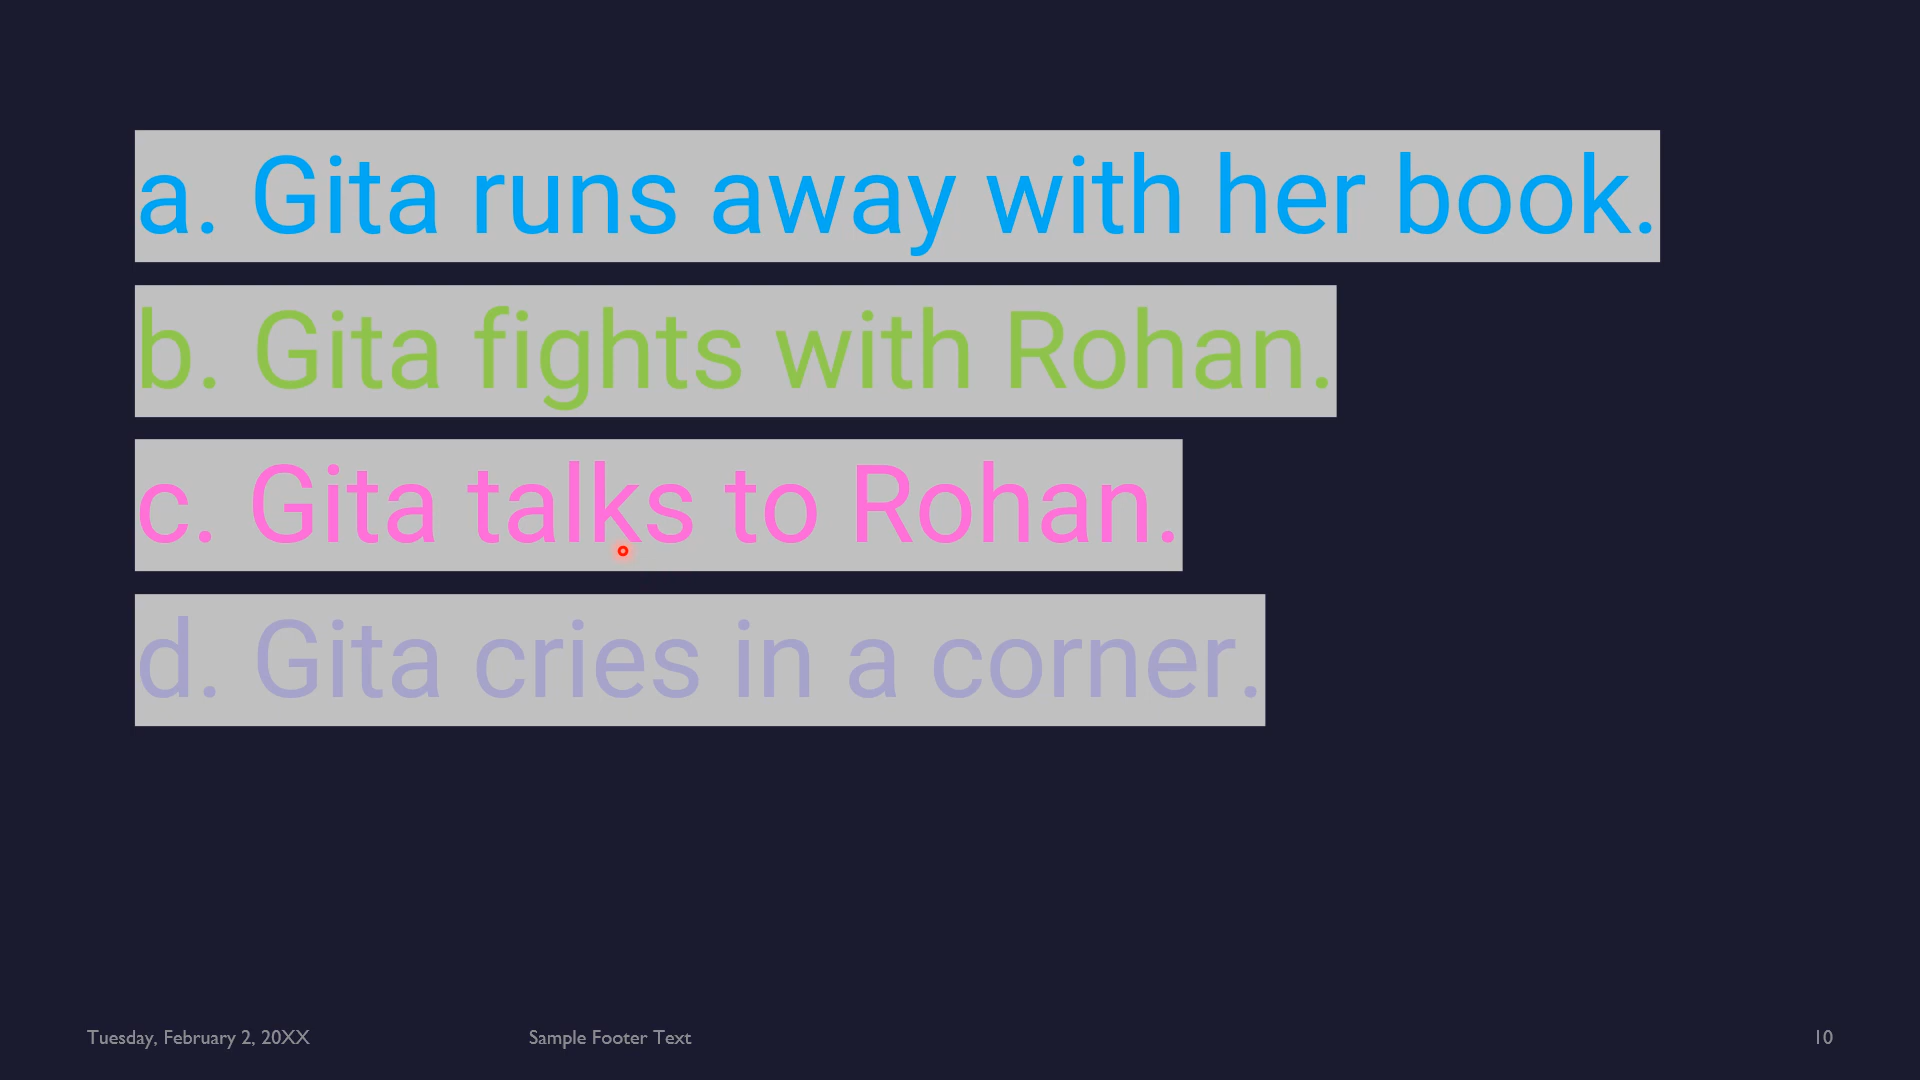 a. Gita runs away with her book.
b. Gita fights with Rohan.
c. Gita talks to Rohan.
d. Gita cries in a corner.
Tuesday, February 2, 20XX
Sample Footer Text
10